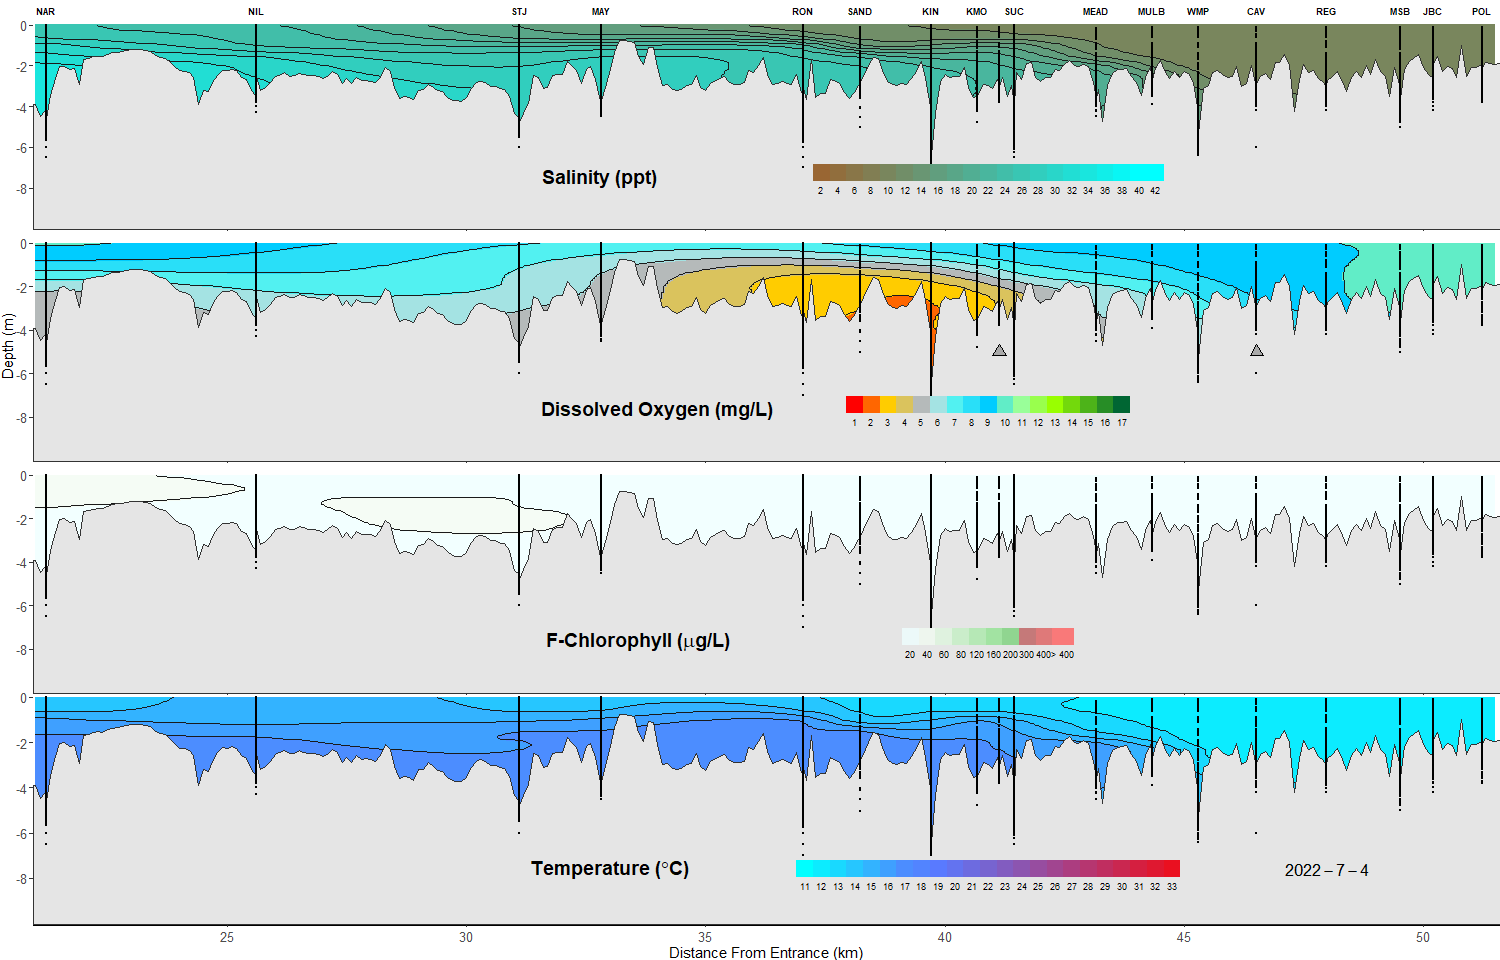 NAR NIL STJ MAY RON SAND KIN KMO SUC MEAD MULB WMP CAV REG MSB JBC POL
0
-2
-4
-6
-8
Salinity (ppt)
2 4 6 8 10 12 14 16 18 20 22 24 26 28 30 32 34 36 38 40 42
0
-2
-4
-6
-8
Depth (m)
Dissolved Oxygen (mg/L)
1 2 3 4 5 6 7 8 9 10 11 12 13 14 15 16 17
0
-2
-4
-6
-8
F-Chlorophyll (μg/L)
20 40 60 80 120 160 200 300 400> 400
0
-2
-4
-6
-8
Temperature (°C)
11 12 13 14 15 16 17 18 19 20 21 22 23 24 25 26 27 28 29 30 31 32 33
2022 – 7 – 4
25 30 35 40 45 50
Distance From Entrance (km)